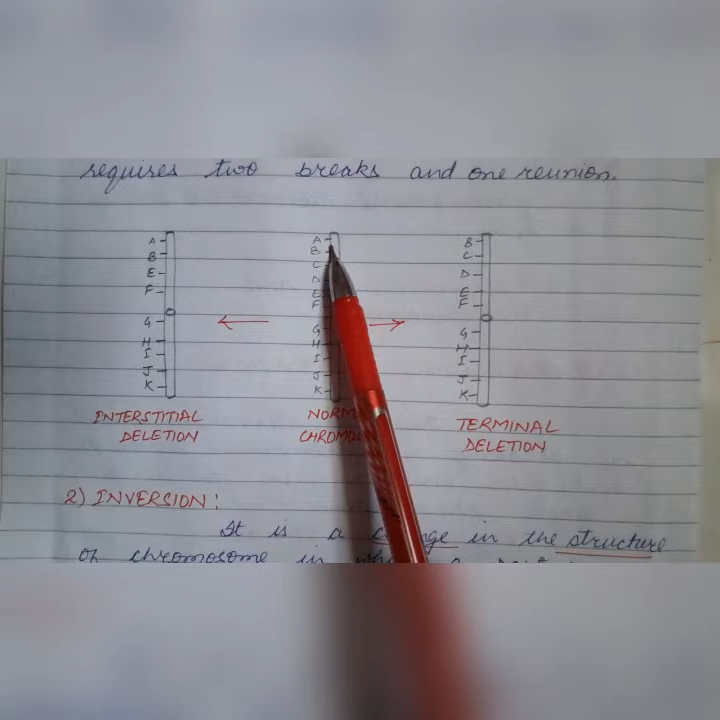 requires two breaks and one reunion.
A
B
E
F
G
H
I
J
K
INTERSTITIAL
DELETION
A
B
C
D
E
F
G
H
I
J
K
B
C
D
E
F
G
H
I
J
K
TERMINAL
DELETION
2) INVERSION :
It is a in the structure
of chromosome in